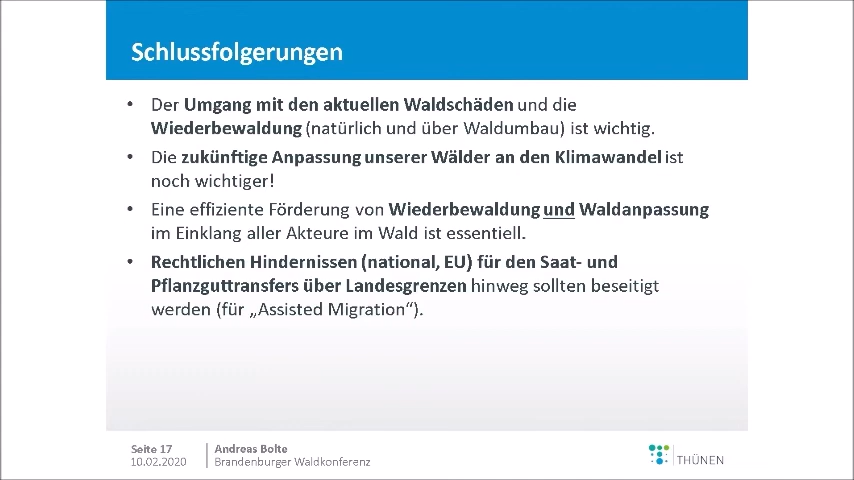 Schlussfolgerungen
• Der Umgang mit den aktuellen Waldschäden und die
Wiederbewaldung (natürlich und über Waldumbau) ist wichtig.
• Die zukünftige Anpassung unserer Wälder an den Klimawandel ist
noch wichtiger!
• Eine effiziente Förderung von Wiederbewaldung und Waldanpassung
im Einklang aller Akteure im Wald ist essentiell.
• Rechtlichen Hindernissen (national, EU) für den Saat- und
Pflanzguttransfers über Landesgrenzen hinweg sollten beseitigt
werden (für „Assisted Migration“).
Seite 17
10.02.2020
Andreas Bolte
Brandenburger Waldkonferenz
THÜNEN